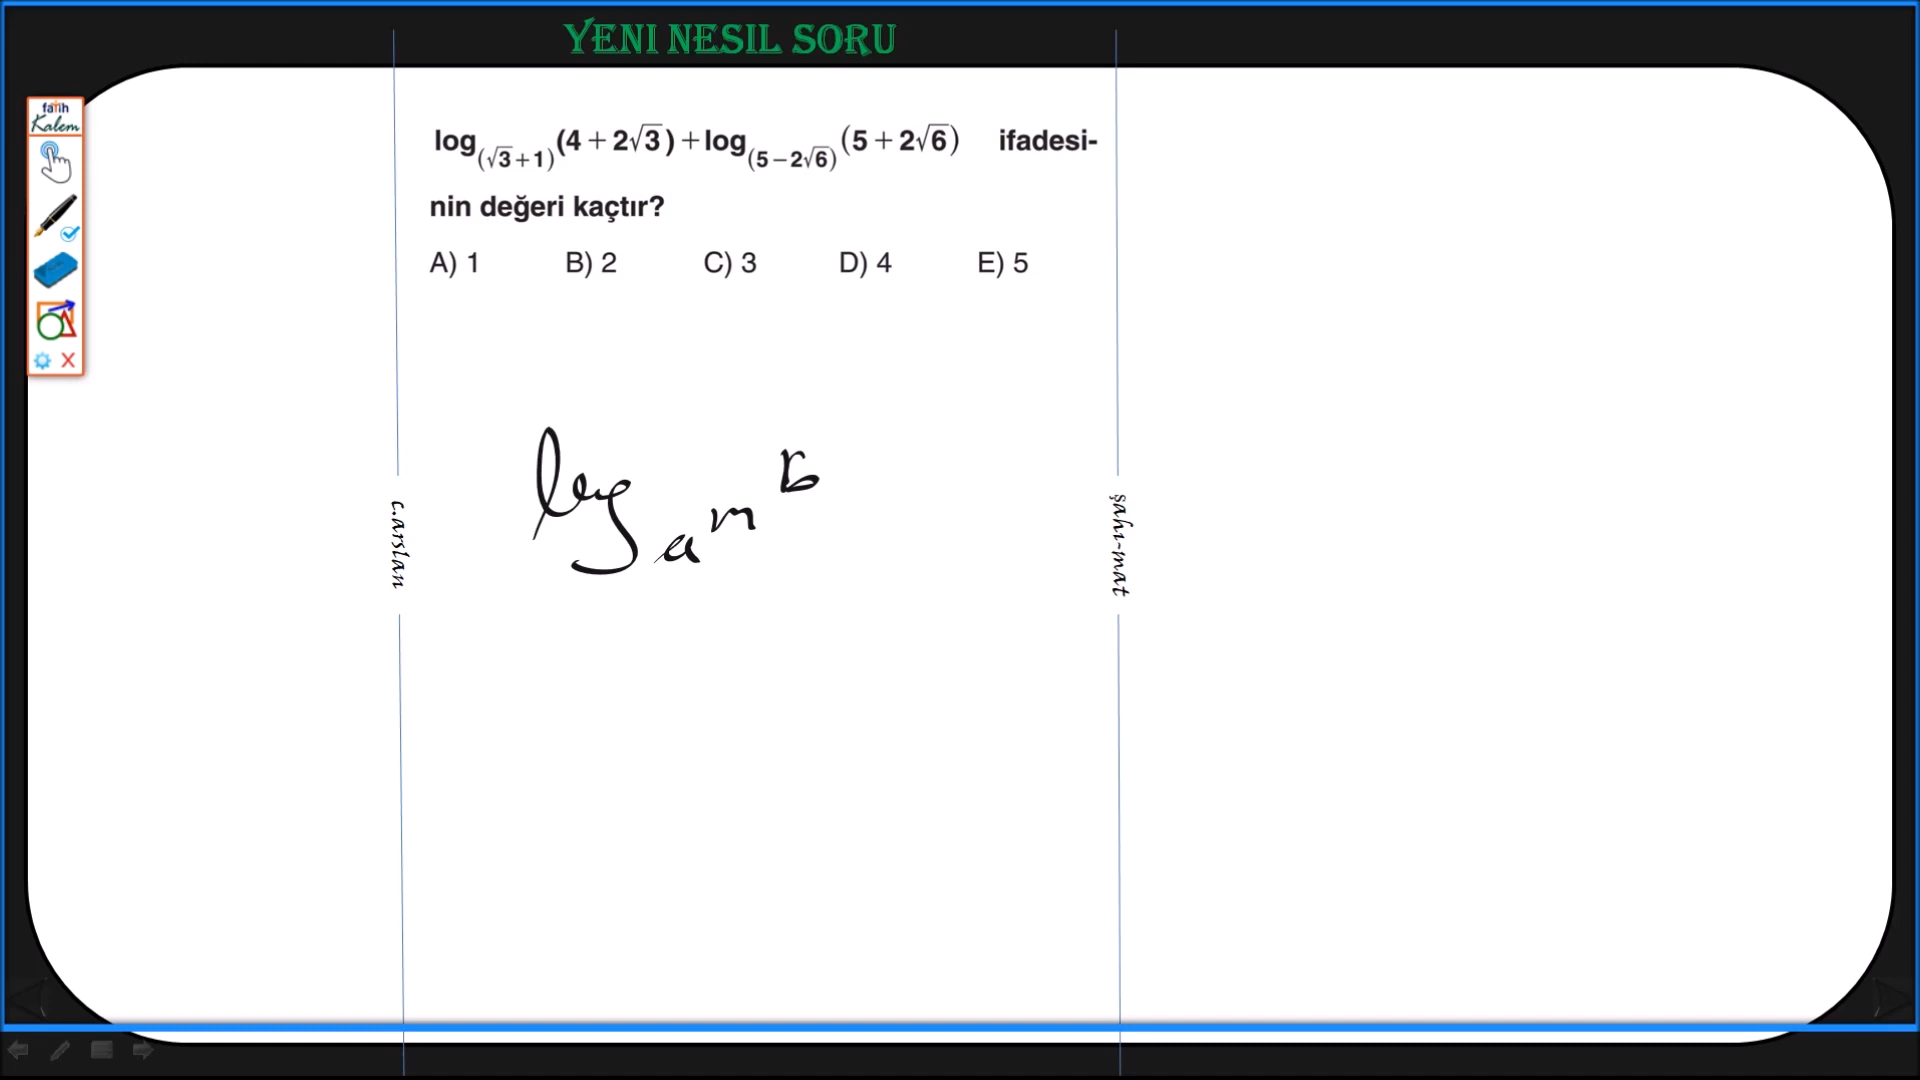 YENI NESIL SORU
fatih
Kalem
log(√3+1)(4+2√3)+log(5−2√6)(5+2√6) ifadesi-
nin değeri kaçtır?
A) 1 B) 2 C) 3 D) 4 E) 5
log a^m b
c.arslan
şahı-mat